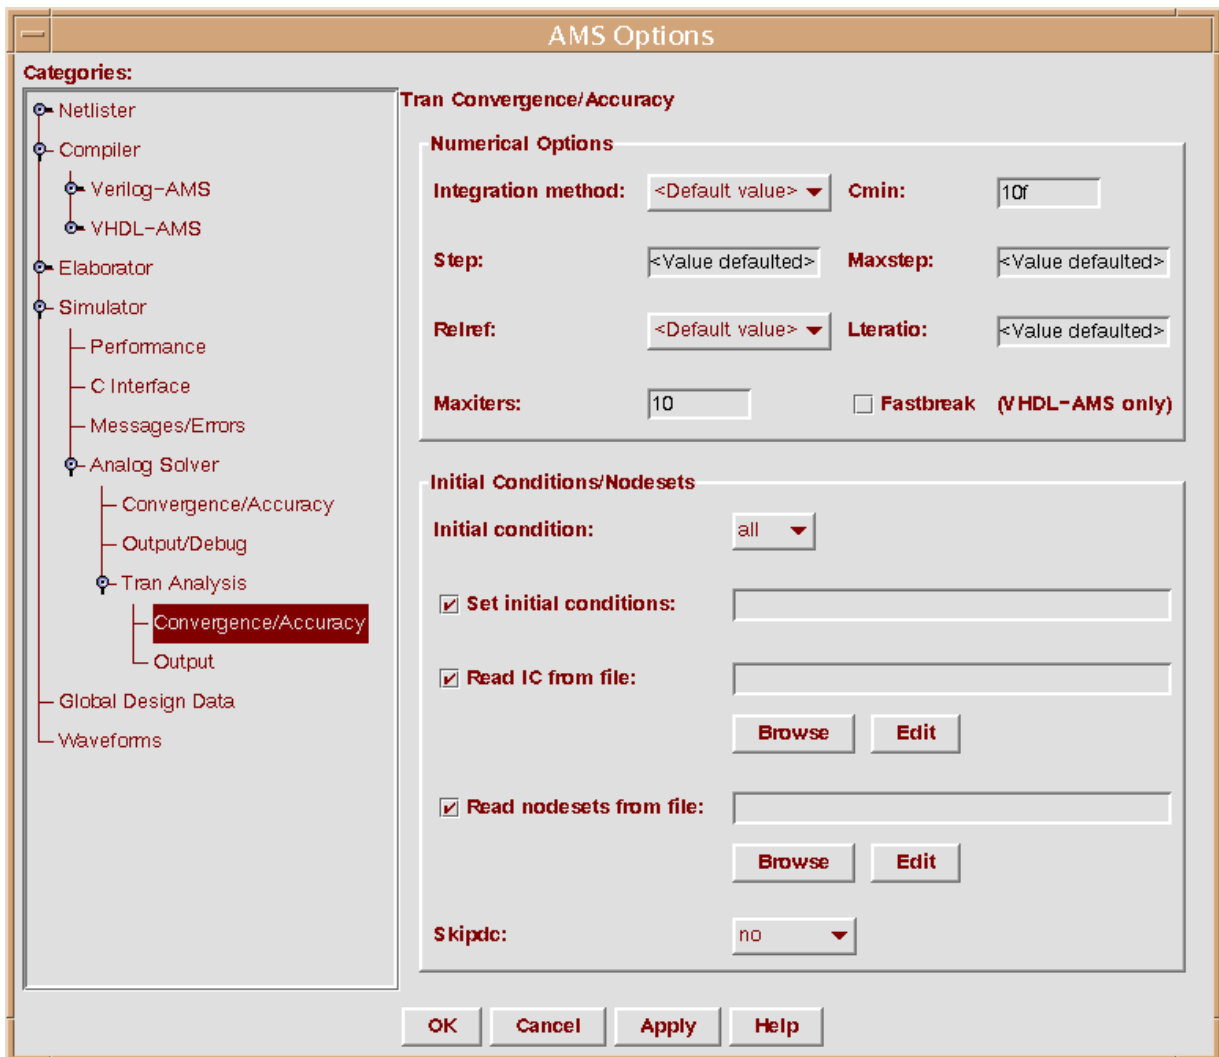 AMS Options
Categories:
Netlister
Compiler
Verilog-AMS
VHDL-AMS
Elaborator
Simulator
Performance
C Interface
Messages/Errors
Analog Solver
Convergence/Accuracy
Output/Debug
Tran Analysis
Convergence/Accuracy
Output
Global Design Data
Waveforms
Tran Convergence/Accuracy
Numerical Options
Integration method: <Default value> Cmin: 10f
Step: <Value defaulted> Maxstep: <Value defaulted>
Relref: <Default value> Lteratio: <Value defaulted>
Maxiters: 10 Fastbreak (VHDL-AMS only)
Initial Conditions/Nodesets
Initial condition: all
Set initial conditions:
Read IC from file:
Browse Edit
Read nodesets from file:
Browse Edit
Skipdc: no
OK Cancel Apply Help